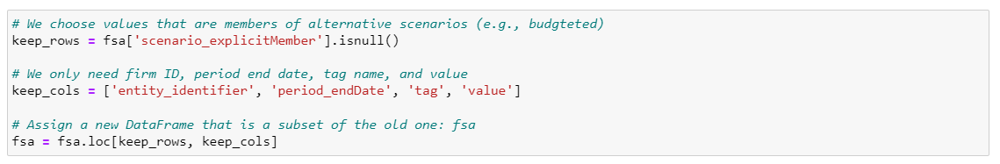 # We choose values that are members of alternative scenarios (e.g., budgteted)
keep_rows = fsa['scenario_explicitMember'].isnull()
# We only need firm ID, period end date, tag name, and value
keep_cols = ['entity_identifier', 'period_endDate', 'tag', 'value']
# Assign a new DataFrame that is a subset of the old one: fsa
fsa = fsa.loc[keep_rows, keep_cols]